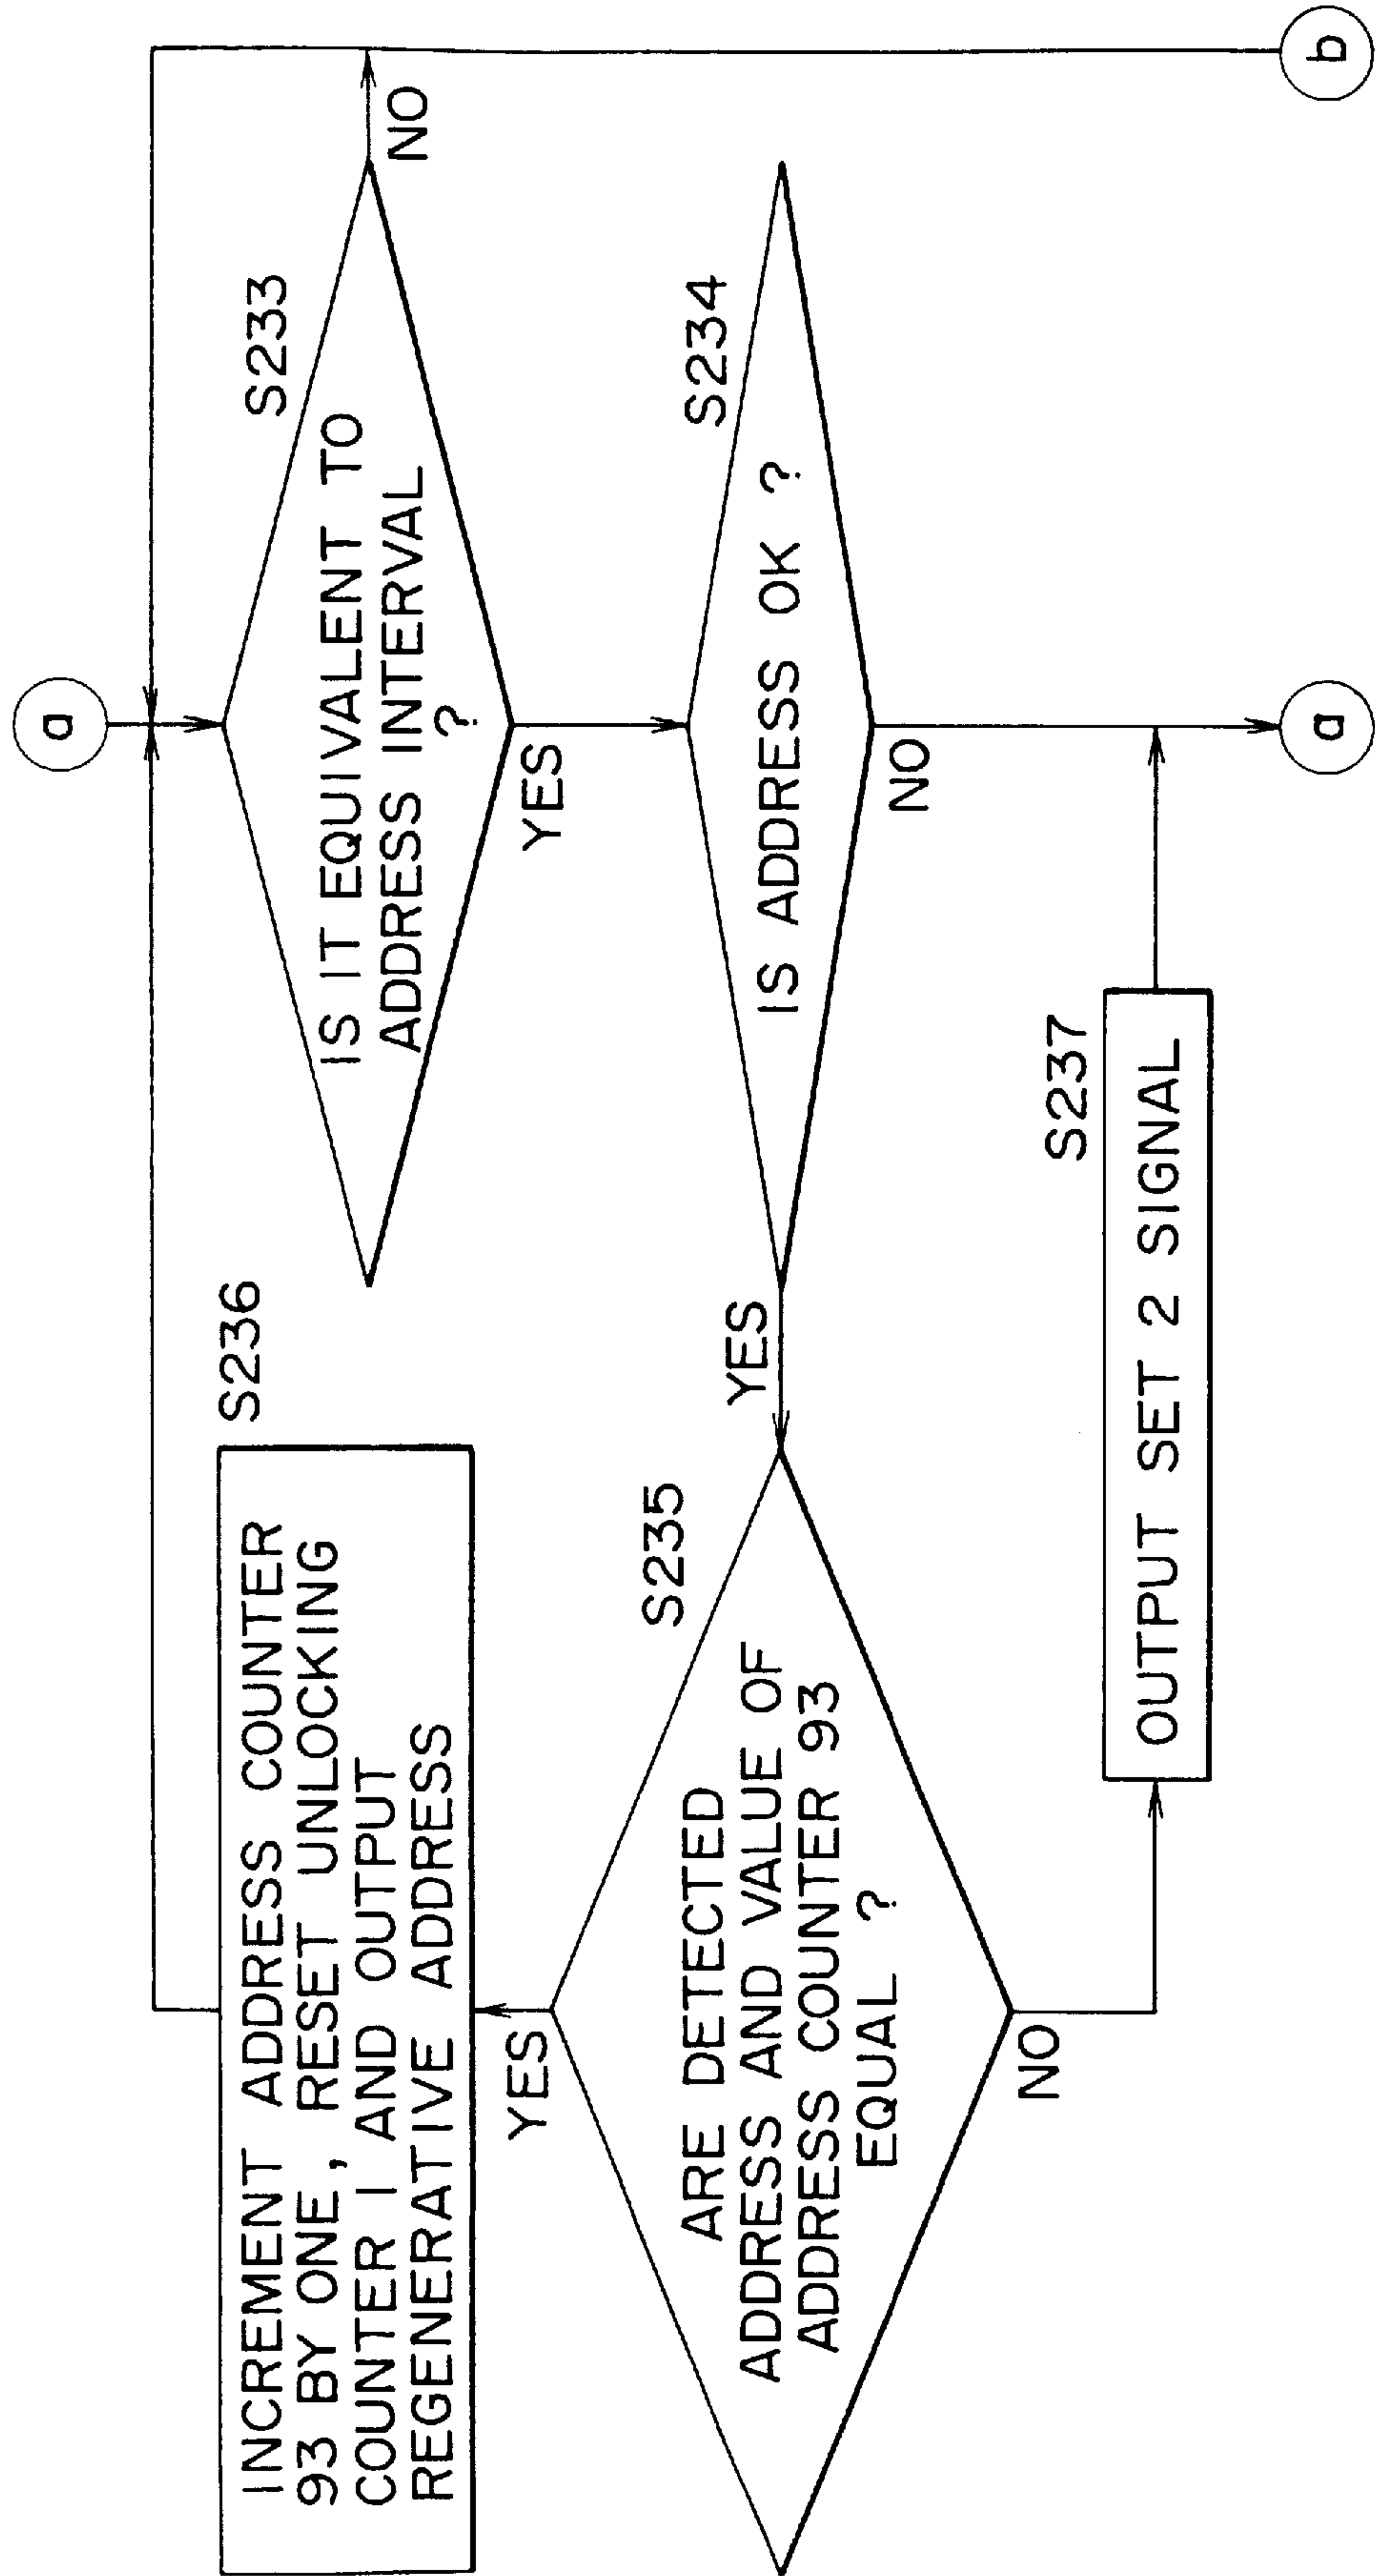 a
S233
IS IT EQUIVALENT TO
ADDRESS INTERVAL
?
NO
YES
S234
IS ADDRESS OK ?
YES
NO
S235
ARE DETECTED
ADDRESS AND VALUE OF
ADDRESS COUNTER 93
EQUAL ?
YES
NO
S236
INCREMENT ADDRESS COUNTER
93 BY ONE, RESET UNLOCKING
COUNTER 1 AND OUTPUT
REGENERATIVE ADDRESS
S237
OUTPUT SET 2 SIGNAL
a
b